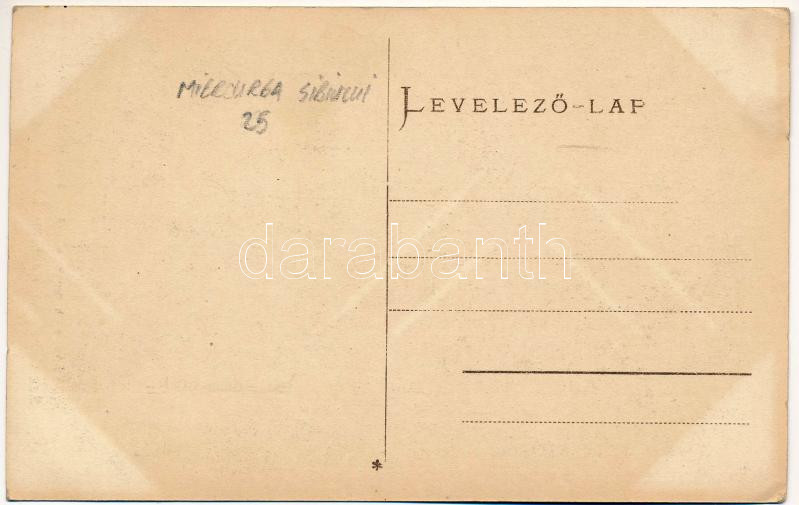 MIERCUREA SIBIULUI
25
LEVELEZŐ-LAP
darabanth
*